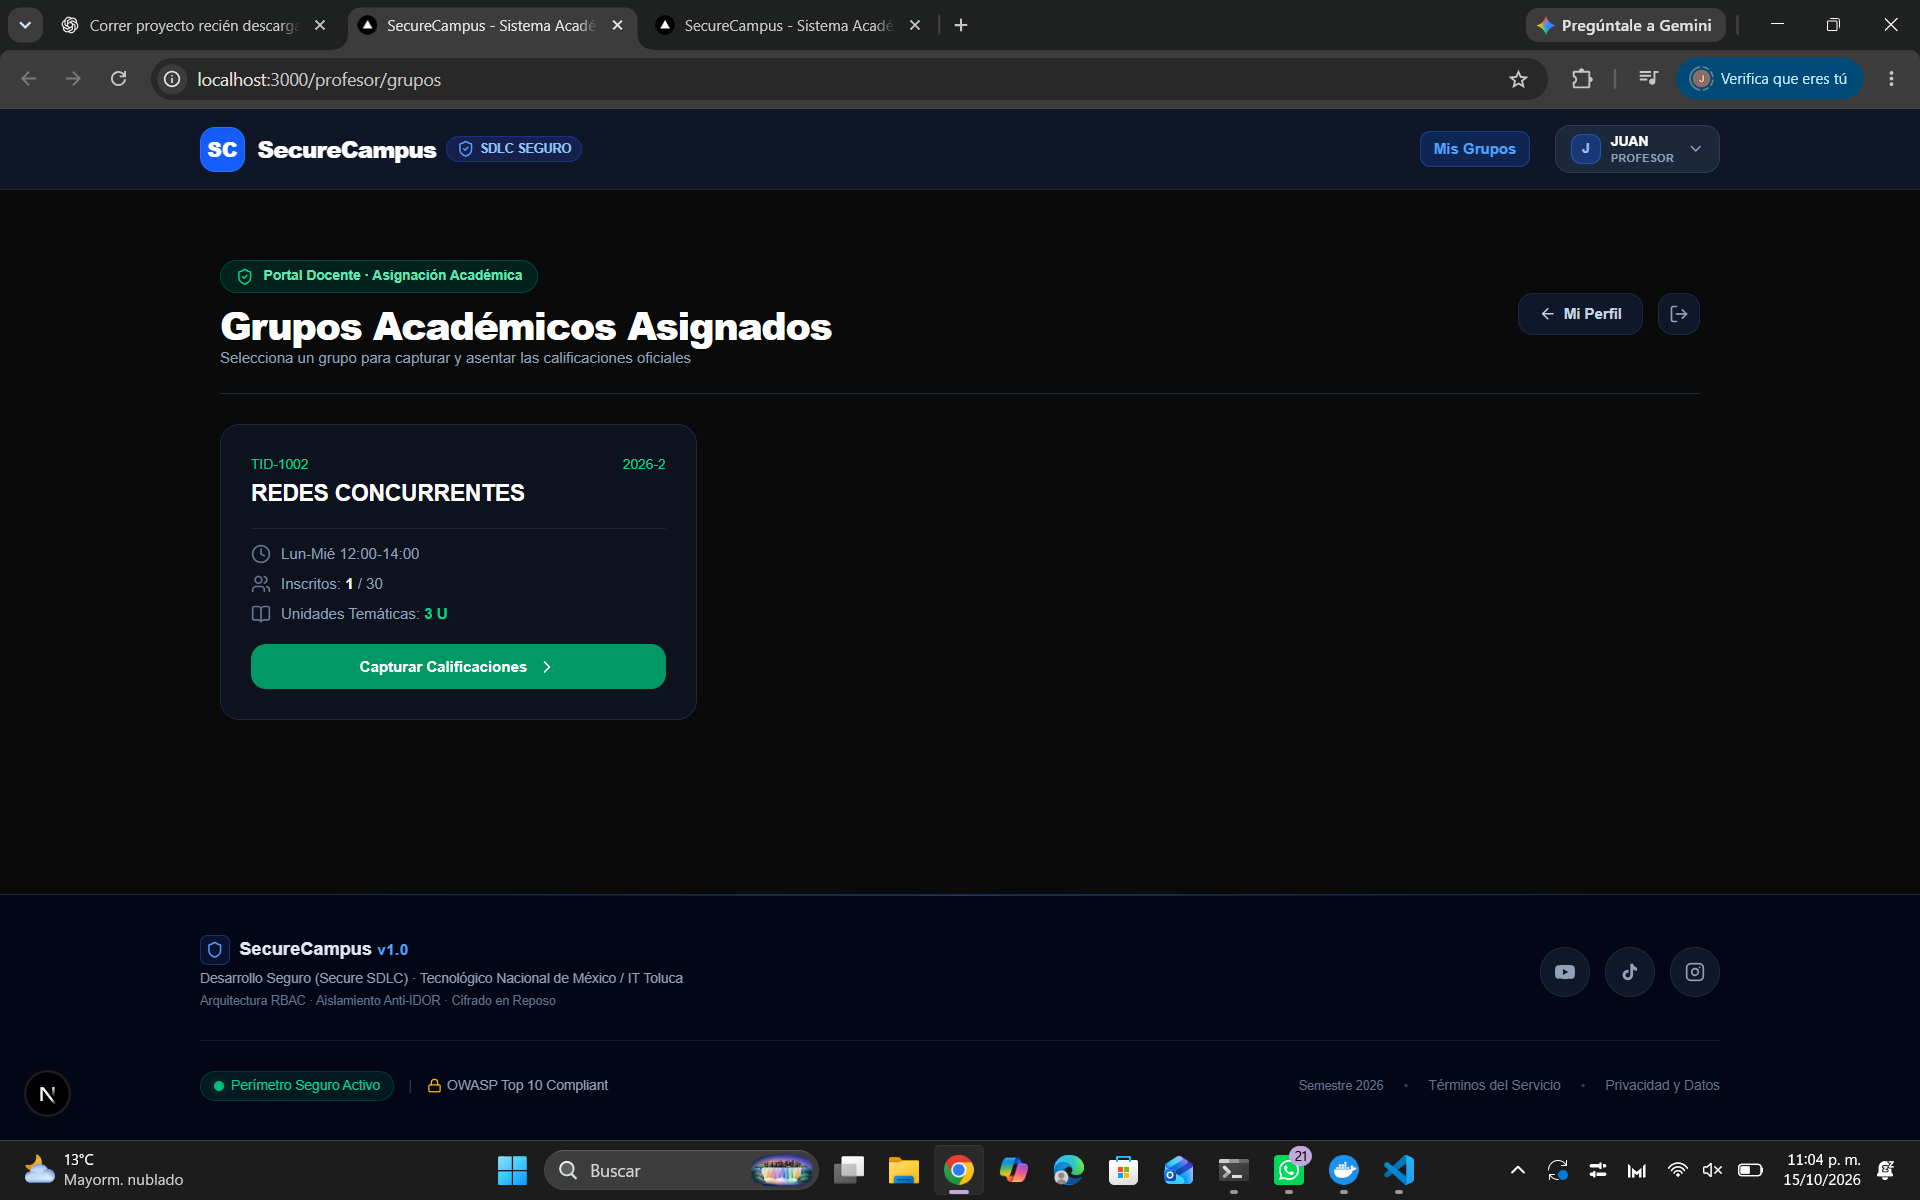 Correr proyecto recién descarga
SecureCampus - Sistema Acadé
SecureCampus - Sistema Acadé
Pregúntale a Gemini
localhost:3000/profesor/grupos
J
Verifica que eres tú
SC
SecureCampus
SDLC SEGURO
Mis Grupos
J
JUAN
PROFESOR
Portal Docente · Asignación Académica
Grupos Académicos Asignados
Selecciona un grupo para capturar y asentar las calificaciones oficiales
Mi Perfil
TID-1002
2026-2
REDES CONCURRENTES
Lun-Mié 12:00-14:00
Inscritos: 1 / 30
Unidades Temáticas: 3 U
Capturar Calificaciones
SecureCampus v1.0
Desarrollo Seguro (Secure SDLC) · Tecnológico Nacional de México / IT Toluca
Arquitectura RBAC · Aislamiento Anti-IDOR · Cifrado en Reposo
N
Perímetro Seguro Activo | OWASP Top 10 Compliant
Semestre 2026 • Términos del Servicio • Privacidad y Datos
13°C
Mayorm. nublado
Buscar
21
11:04 p. m.
15/10/2026